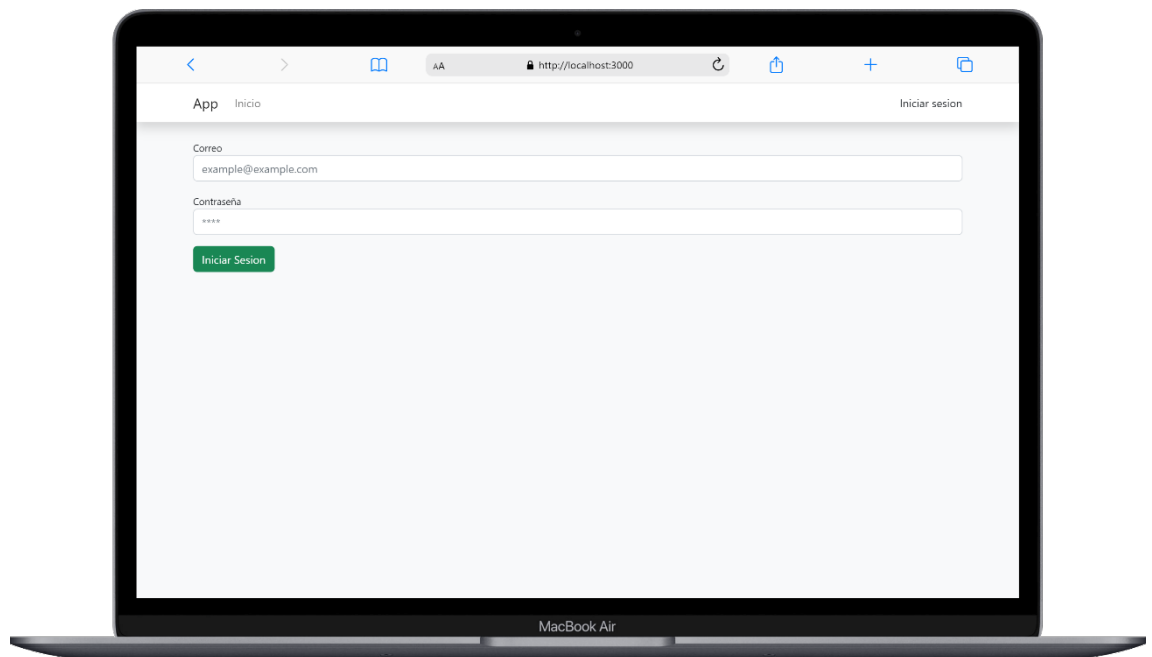 AA http://localhost:3000
App Inicio Iniciar sesion
Correo
example@example.com
Contraseña
****
Iniciar Sesion
MacBook Air